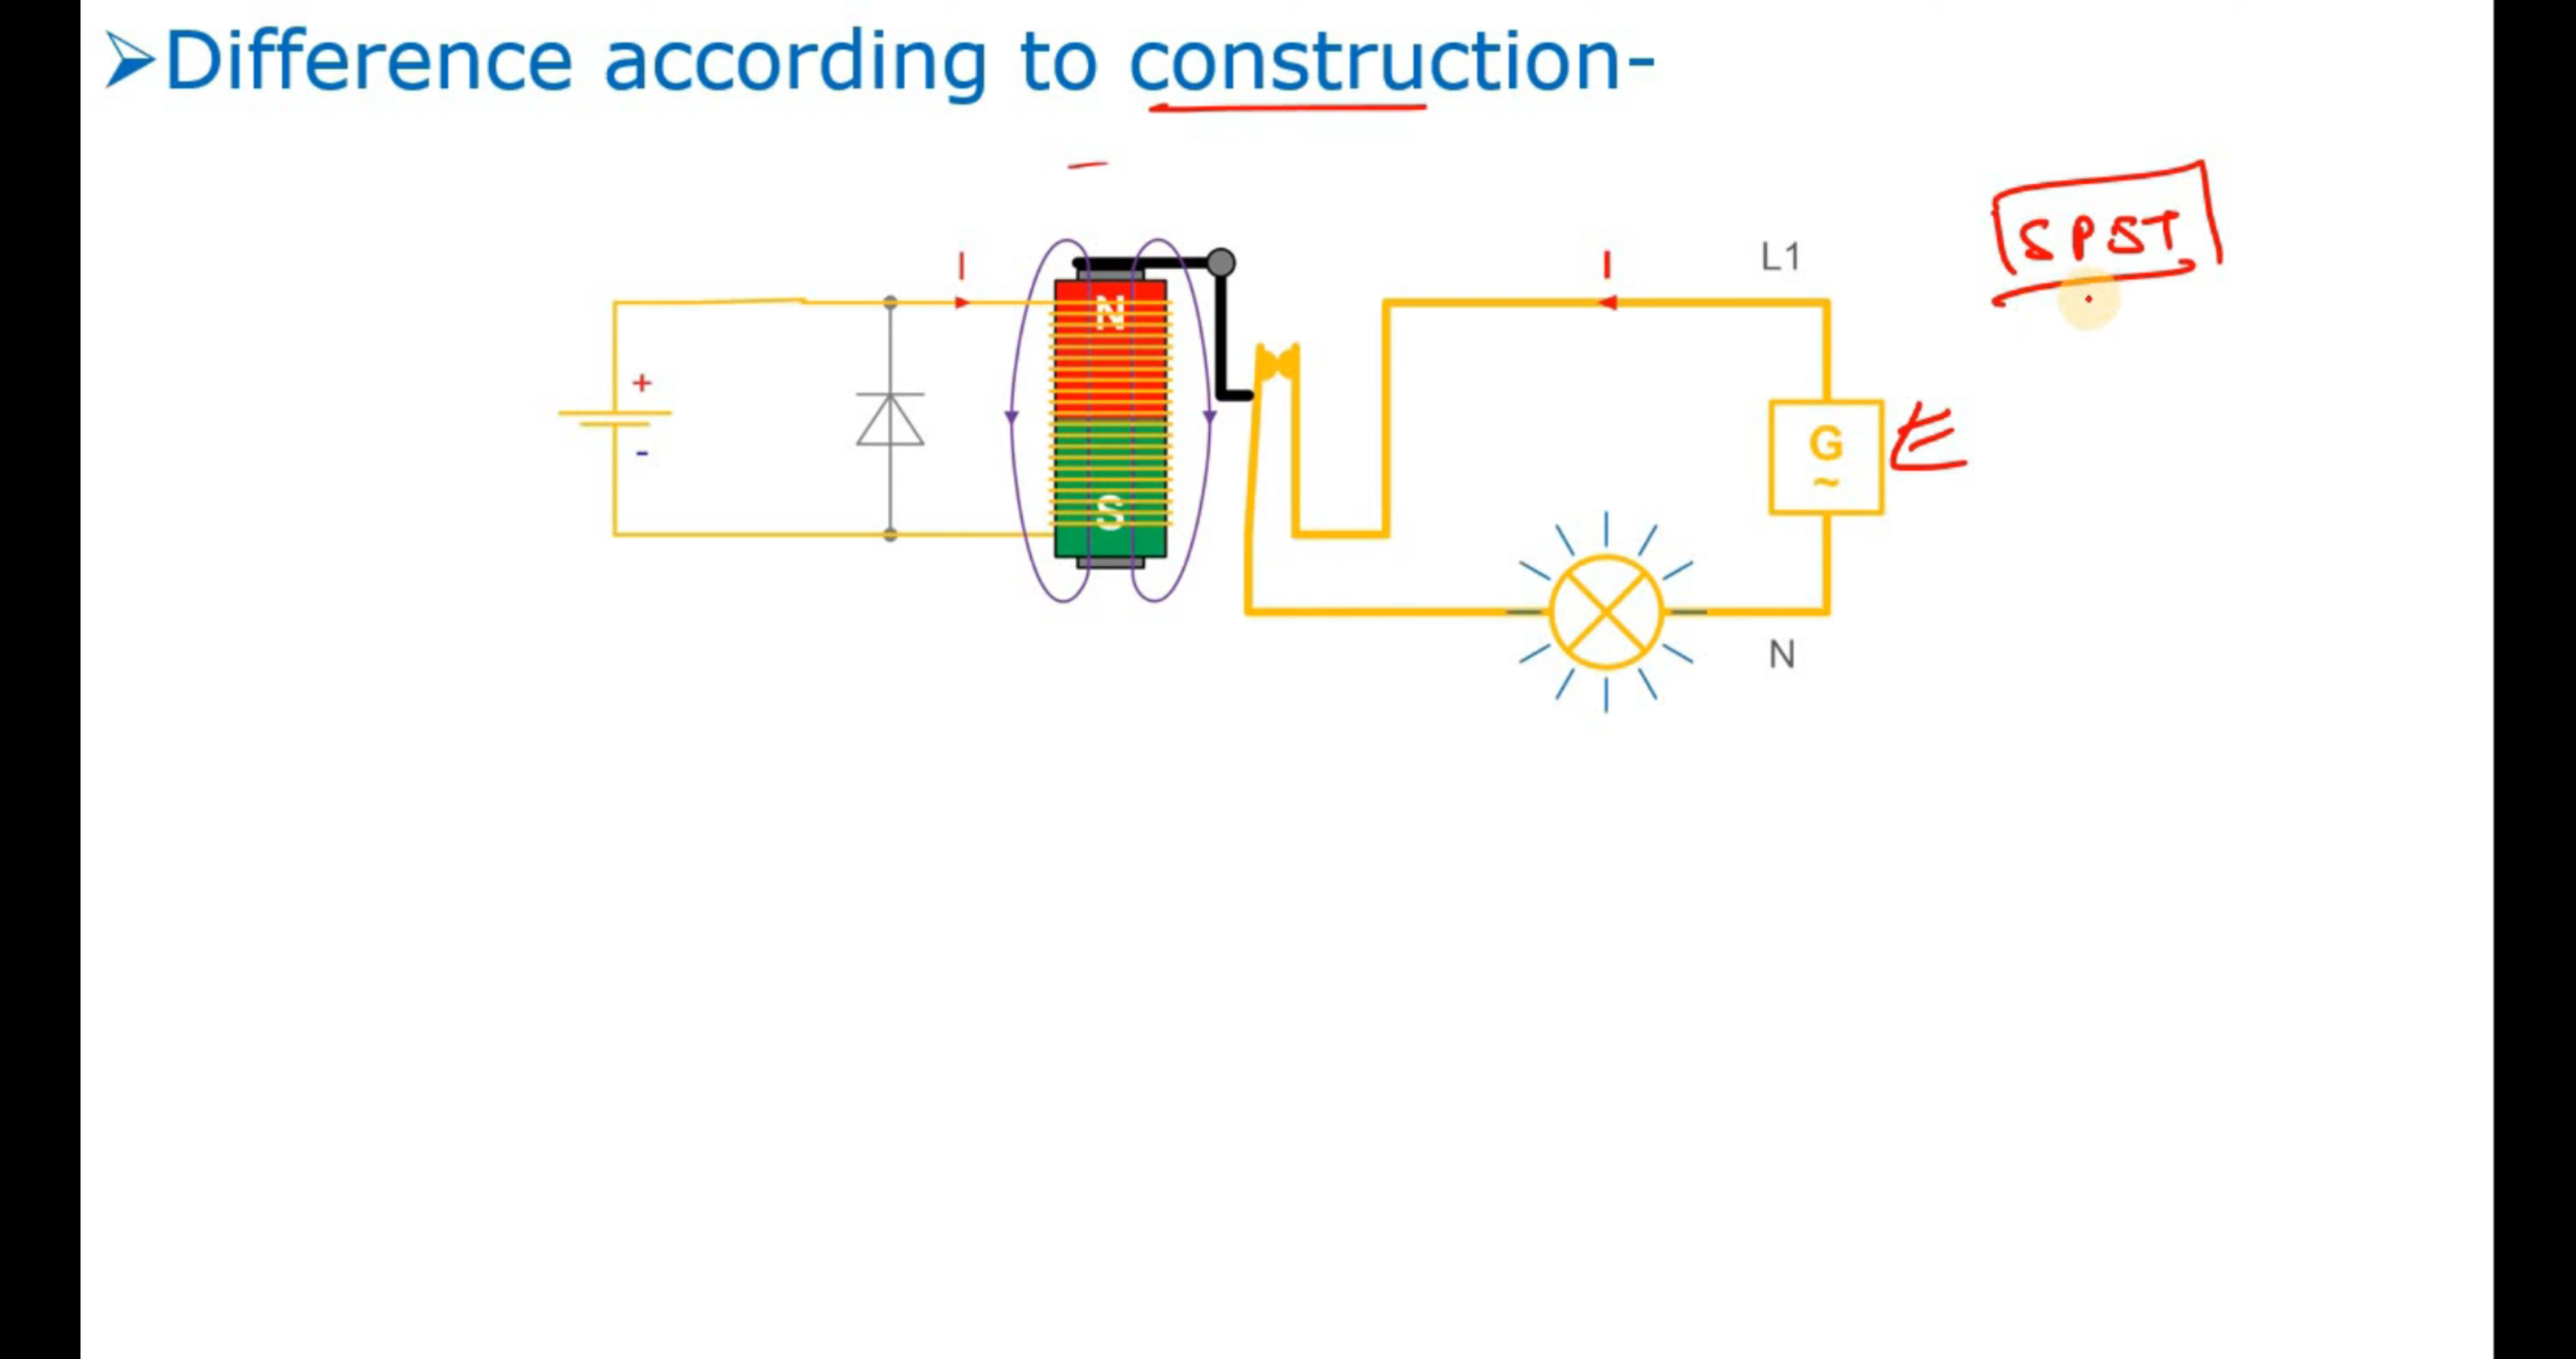 Difference according to construction-
SPST
I
I
L1
N
+
G
~
-
S
N